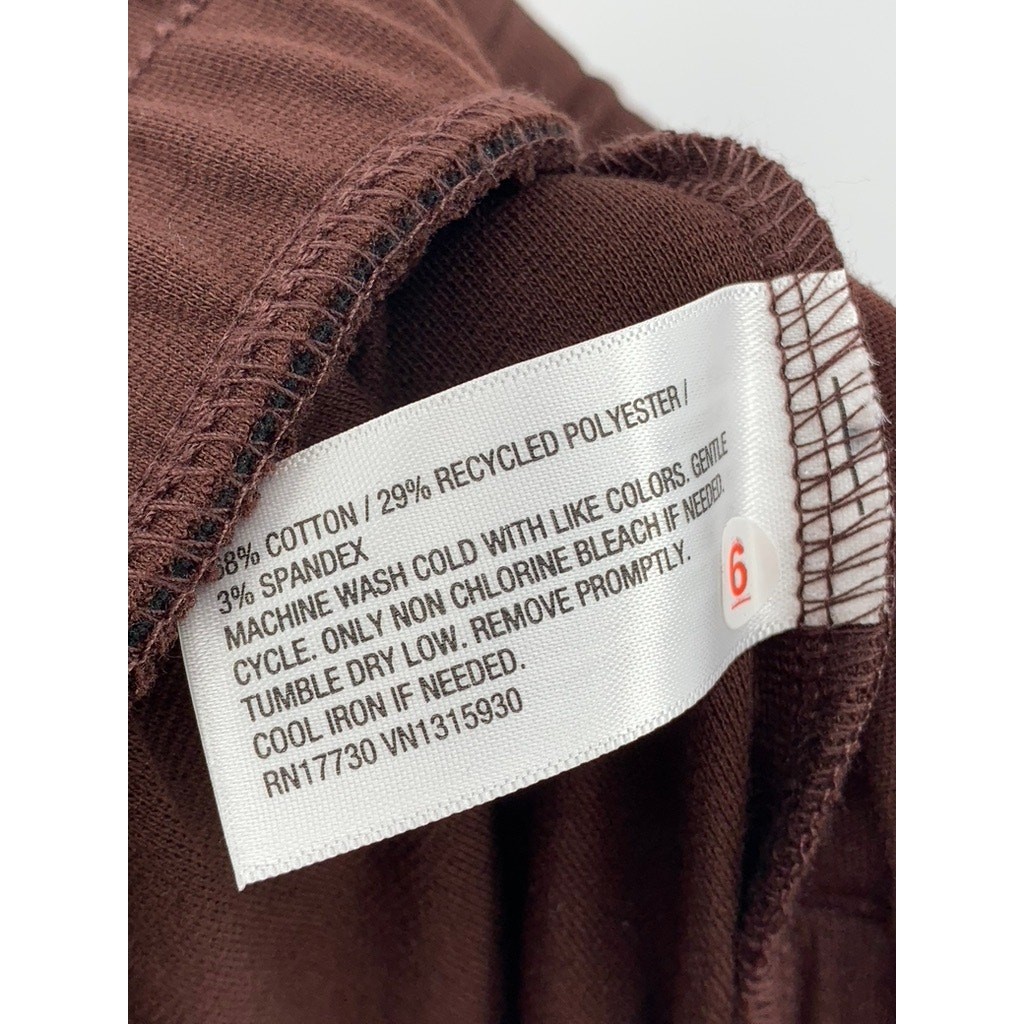 68% COTTON / 29% RECYCLED POLYESTER /
3% SPANDEX
MACHINE WASH COLD WITH LIKE COLORS. GENTLE
CYCLE. ONLY NON CHLORINE BLEACH IF NEEDED.
TUMBLE DRY LOW. REMOVE PROMPTLY.
COOL IRON IF NEEDED.
RN17730 VN1315930
6